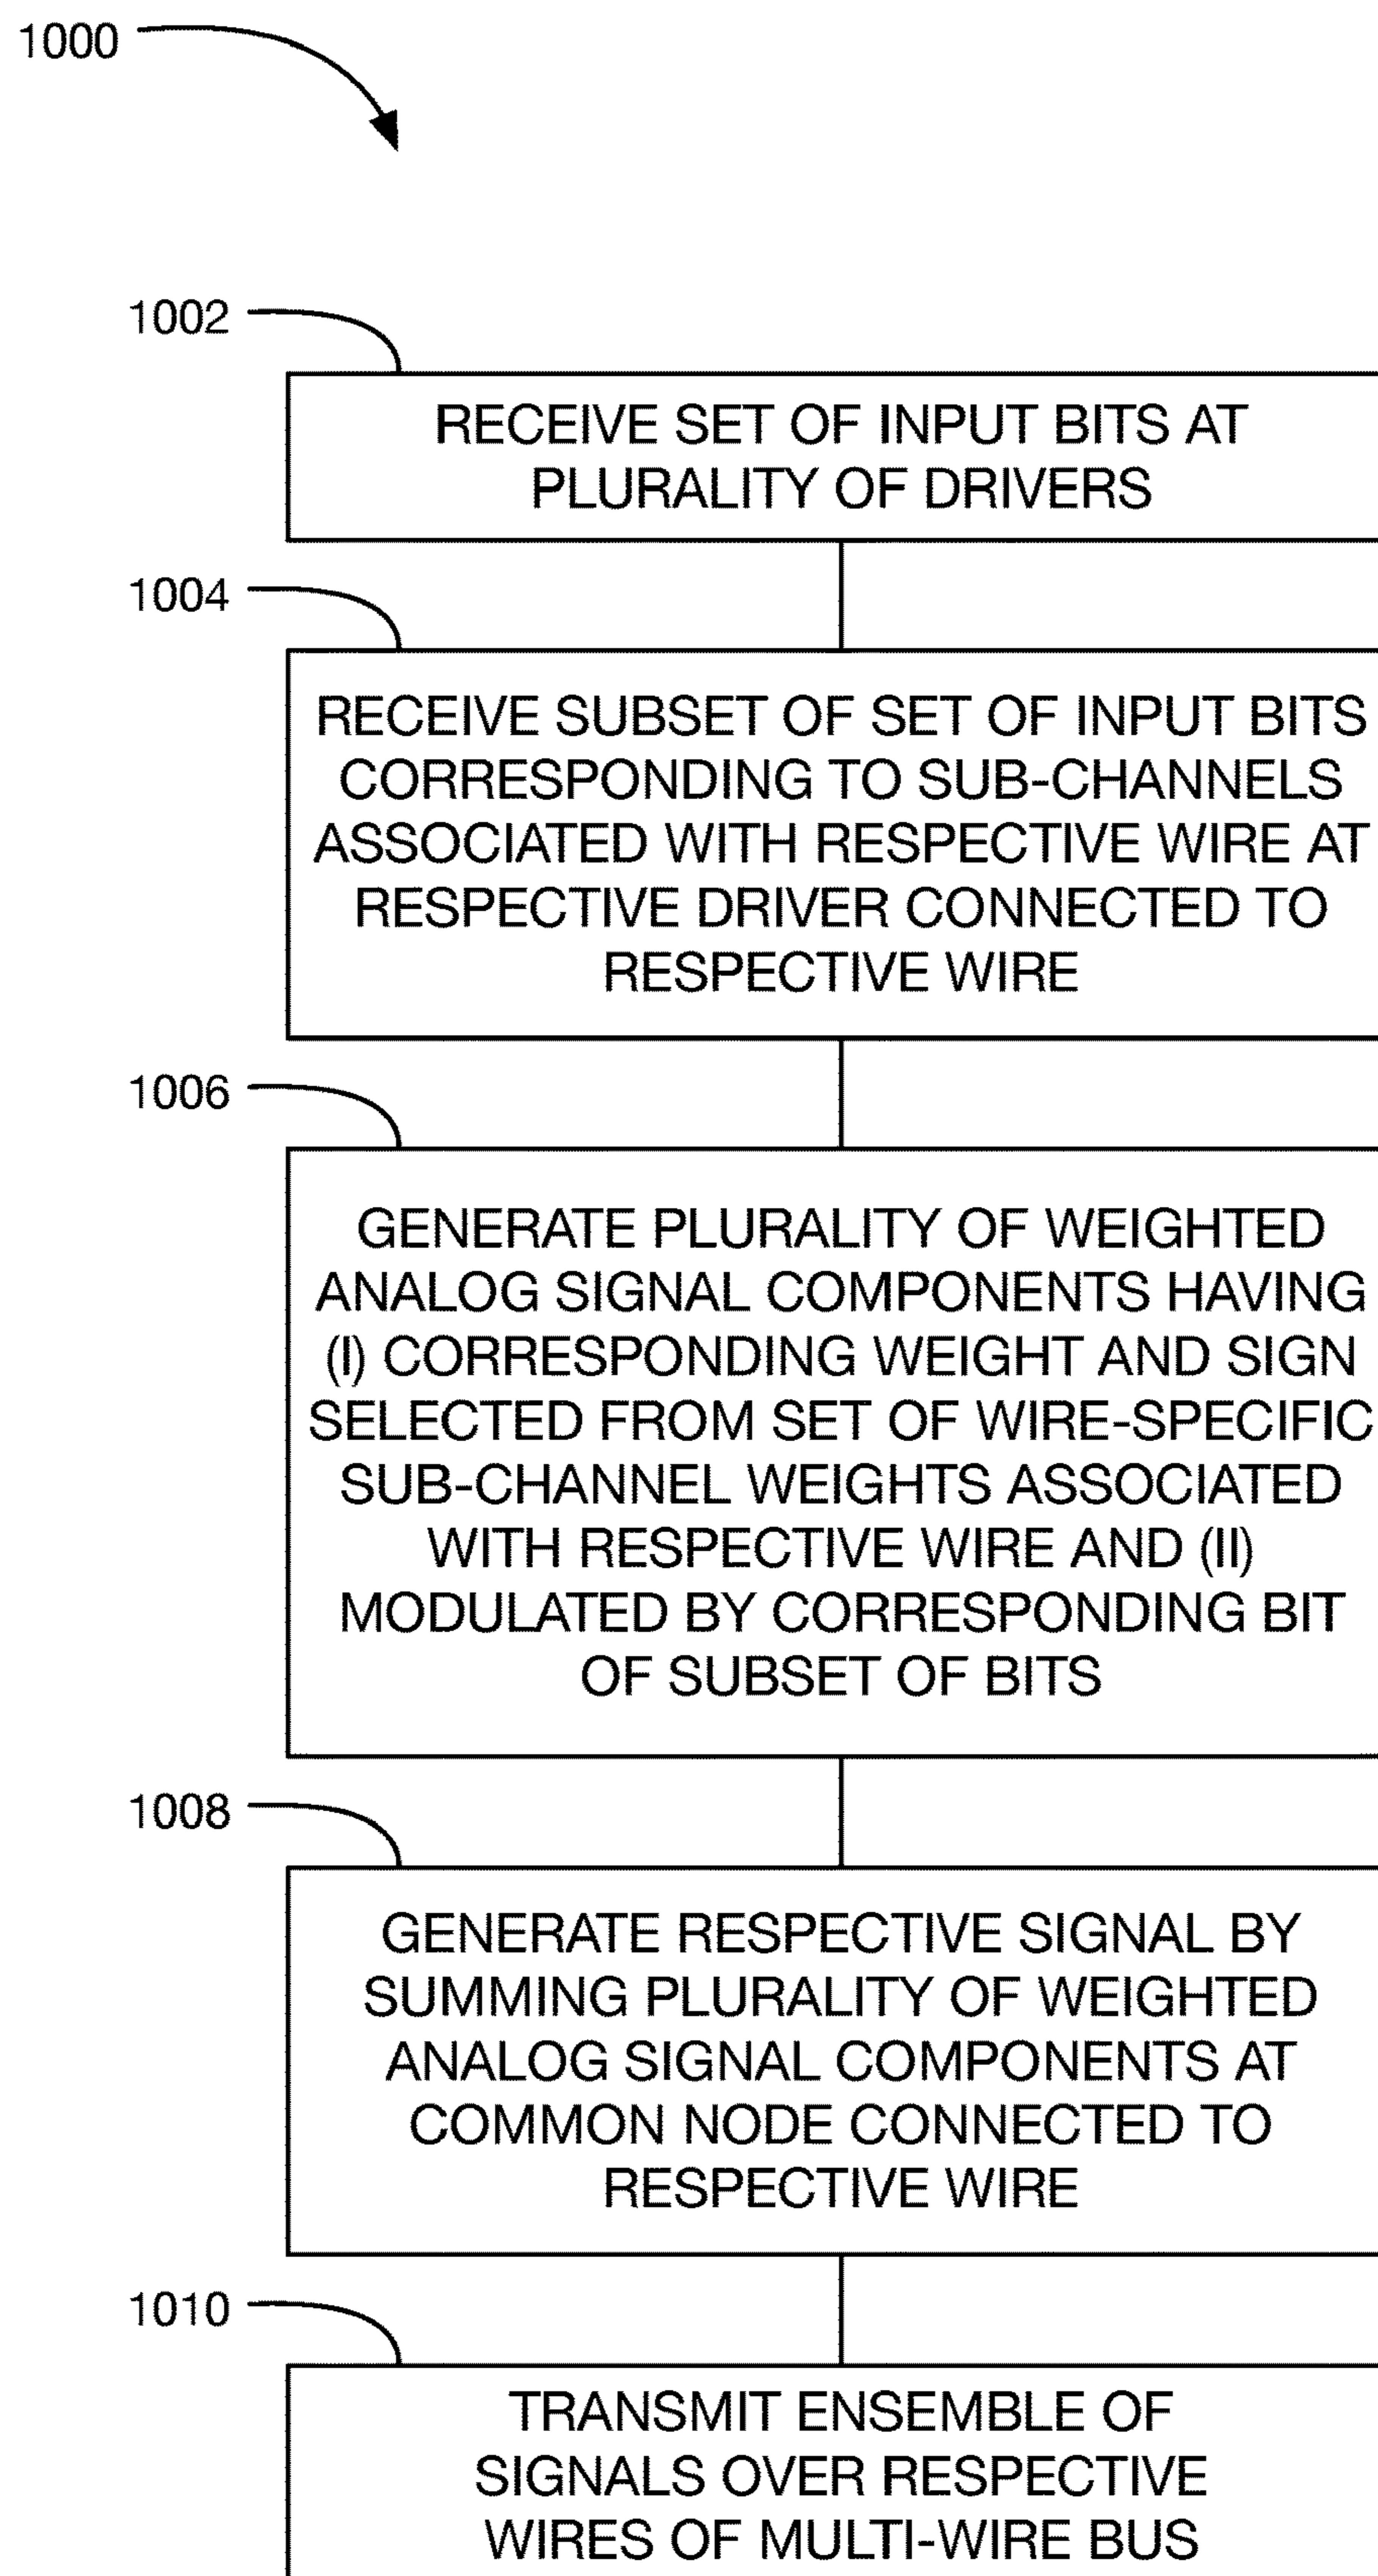 1000
1002
RECEIVE SET OF INPUT BITS AT
PLURALITY OF DRIVERS
1004
RECEIVE SUBSET OF SET OF INPUT BITS
CORRESPONDING TO SUB-CHANNELS
ASSOCIATED WITH RESPECTIVE WIRE AT
RESPECTIVE DRIVER CONNECTED TO
RESPECTIVE WIRE
1006
GENERATE PLURALITY OF WEIGHTED
ANALOG SIGNAL COMPONENTS HAVING
(I) CORRESPONDING WEIGHT AND SIGN
SELECTED FROM SET OF WIRE-SPECIFIC
SUB-CHANNEL WEIGHTS ASSOCIATED
WITH RESPECTIVE WIRE AND (II)
MODULATED BY CORRESPONDING BIT
OF SUBSET OF BITS
1008
GENERATE RESPECTIVE SIGNAL BY
SUMMING PLURALITY OF WEIGHTED
ANALOG SIGNAL COMPONENTS AT
COMMON NODE CONNECTED TO
RESPECTIVE WIRE
1010
TRANSMIT ENSEMBLE OF
SIGNALS OVER RESPECTIVE
WIRES OF MULTI-WIRE BUS